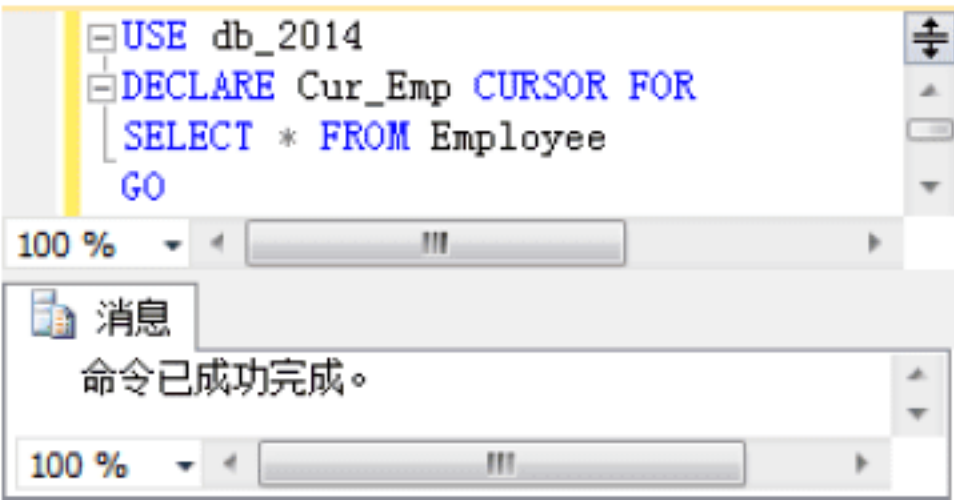 USE db_2014
DECLARE Cur_Emp CURSOR FOR
SELECT * FROM Employee
GO
100 %
消息
命令已成功完成。
100 %